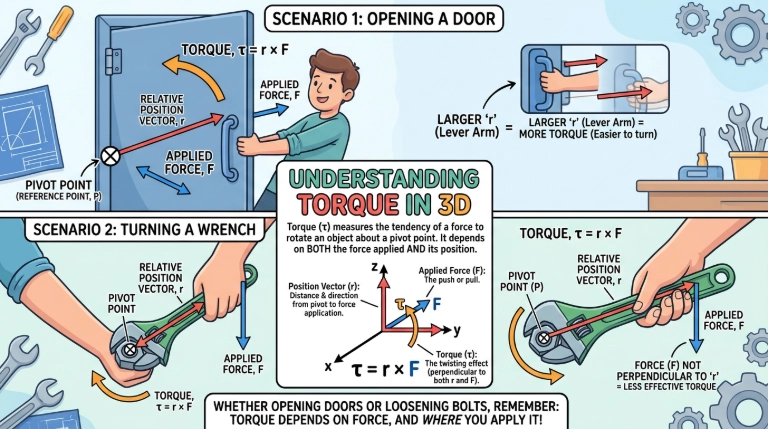 SCENARIO 1: OPENING A DOOR
TORQUE, τ = r × F
RELATIVE
POSITION
VECTOR, r
APPLIED
FORCE, F
APPLIED
FORCE, F
PIVOT POINT
(REFERENCE POINT, P)
LARGER 'r'
(Lever Arm) =
LARGER 'r' (Lever Arm) =
MORE TORQUE (Easier to turn)
UNDERSTANDING
TORQUE IN 3D
Torque (τ) measures the tendency of a force to
rotate an object about a pivot point. It depends
on BOTH the force applied AND its position.
Position Vector (r):
Distance & direction
from pivot to force
application.
z
Applied Force (F):
The push or pull.
τ
F
y
x
Torque (τ):
The twisting effect
(perpendicular to
both r and F).
τ = r × F
SCENARIO 2: TURNING A WRENCH
RELATIVE
POSITION
VECTOR, r
PIVOT
POINT
APPLIED
FORCE, F
TORQUE,
τ = r × F
TORQUE, τ = r × F
PIVOT
POINT (P)
RELATIVE
VECTOR, r
APPLIED
FORCE, F
FORCE (F) NOT
PERPENDICULAR TO 'r'
= LESS EFFECTIVE TORQUE
WHETHER OPENING DOORS OR LOOSENING BOLTS, REMEMBER:
TORQUE DEPENDS ON FORCE, AND WHERE YOU APPLY IT!